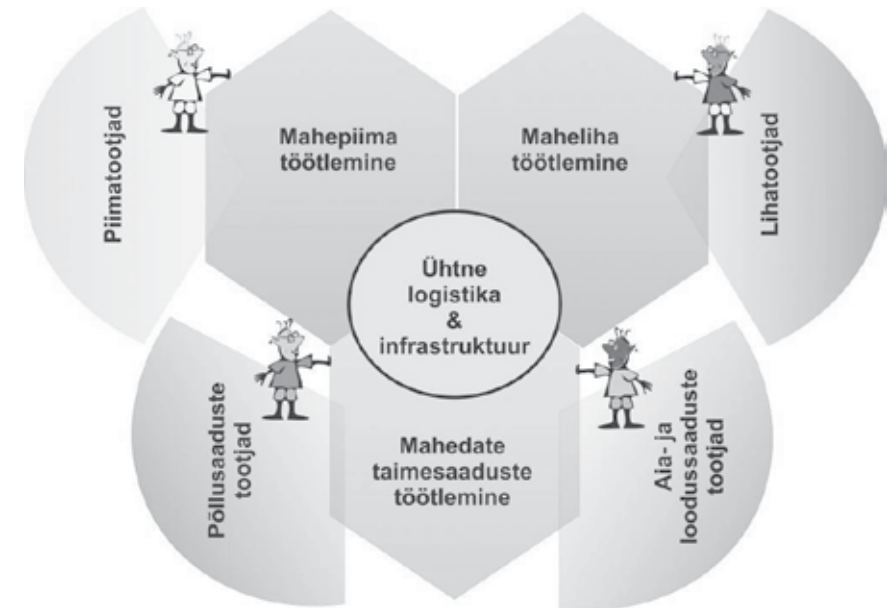 Piimatootjad
Mahepiima
töötlemine
Maheliha
töötlemine
Lihatootjad
Ühtne
logistika
&
infrastruktuur
Põllusaaduste
tootjad
Mahedate
taimesaaduste
töötlemine
Aia- ja
loodussaaduste
tootjad